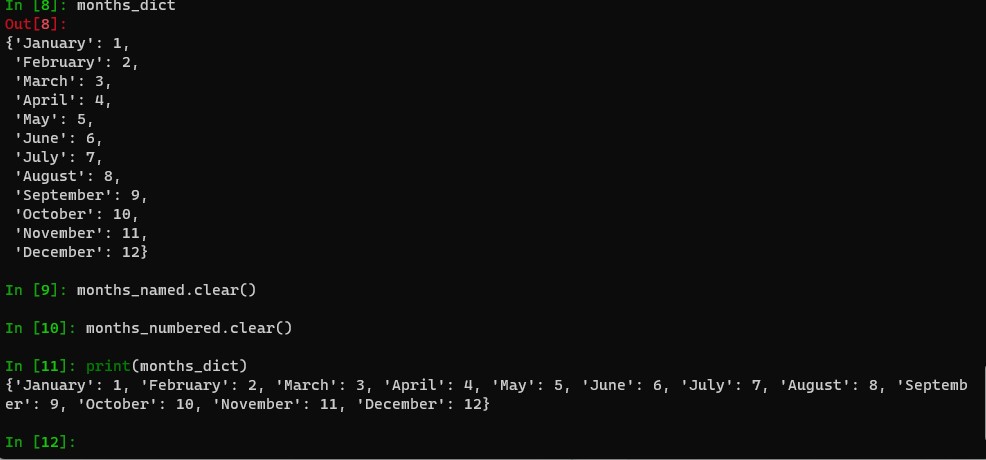 In [8]: months_dict
Out[8]:
{'January': 1,
 'February': 2,
 'March': 3,
 'April': 4,
 'May': 5,
 'June': 6,
 'July': 7,
 'August': 8,
 'September': 9,
 'October': 10,
 'November': 11,
 'December': 12}
In [9]: months_named.clear()
In [10]: months_numbered.clear()
In [11]: print(months_dict)
{'January': 1, 'February': 2, 'March': 3, 'April': 4, 'May': 5, 'June': 6, 'July': 7, 'August': 8, 'Septemb
er': 9, 'October': 10, 'November': 11, 'December': 12}
In [12]: